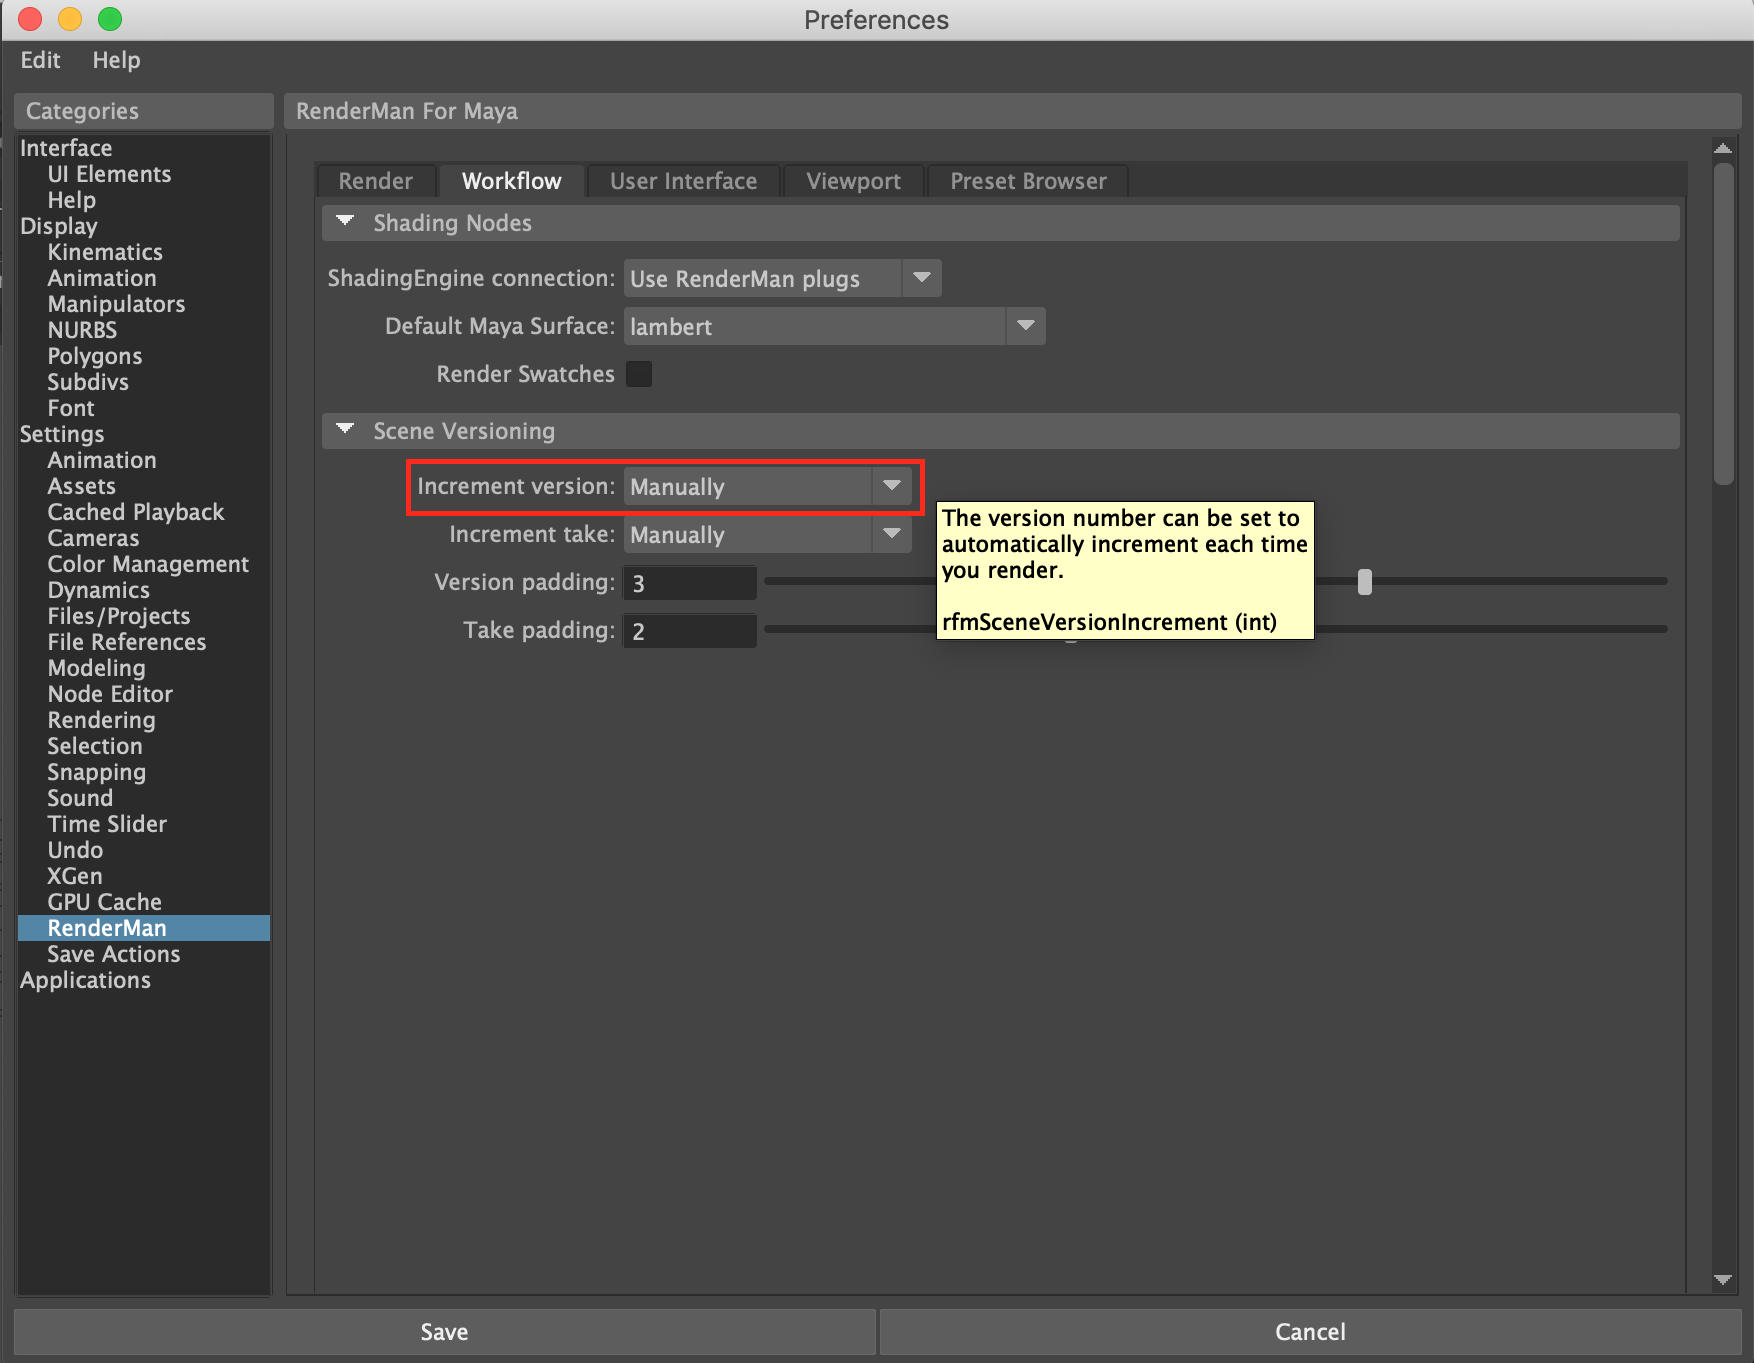 Preferences
Edit Help
Categories
Interface
UI Elements
Help
Display
Kinematics
Animation
Manipulators
NURBS
Polygons
Subdivs
Font
Settings
Animation
Assets
Cached Playback
Cameras
Color Management
Dynamics
Files/Projects
File References
Modeling
Node Editor
Rendering
Selection
Snapping
Sound
Time Slider
Undo
XGen
GPU Cache
RenderMan
Save Actions
Applications
RenderMan For Maya
Render Workflow User Interface Viewport Preset Browser
Shading Nodes
ShadingEngine connection: Use RenderMan plugs
Default Maya Surface: lambert
Render Swatches
Scene Versioning
Increment version: Manually
Increment take: Manually
Version padding: 3
Take padding: 2
The version number can be set to
automatically increment each time
you render.
rfmSceneVersionIncrement (int)
Save Cancel